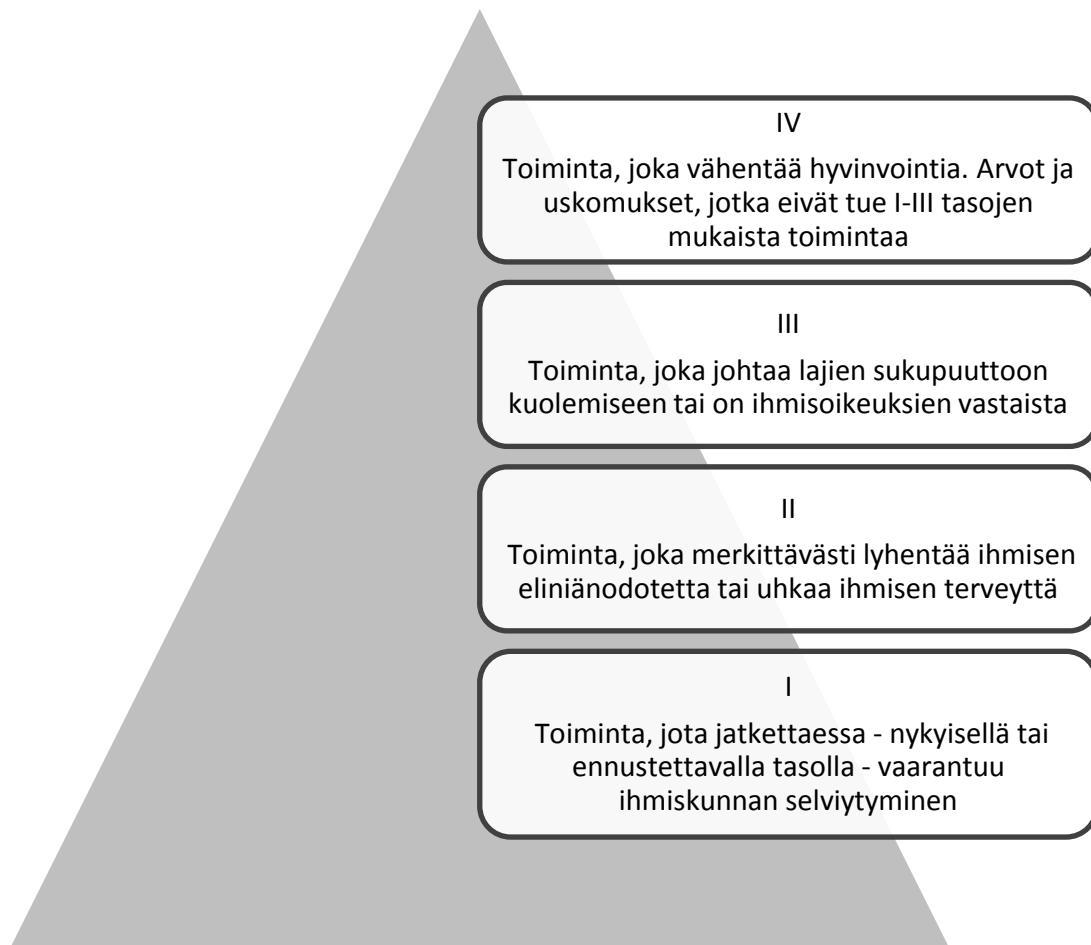 IV
Toiminta, joka vähentää hyvinvointia. Arvot ja
uskomukset, jotka eivät tue I-III tasojen
mukaista toimintaa
III
Toiminta, joka johtaa lajien sukupuuttoon
kuolemiseen tai on ihmisoikeuksien vastaista
II
Toiminta, joka merkittävästi lyhentää ihmisen
eliniänodotetta tai uhkaa ihmisen terveyttä
I
Toiminta, jota jatkettaessa - nykyisellä tai
ennustettavalla tasolla - vaarantuu
ihmiskunnan selviytyminen